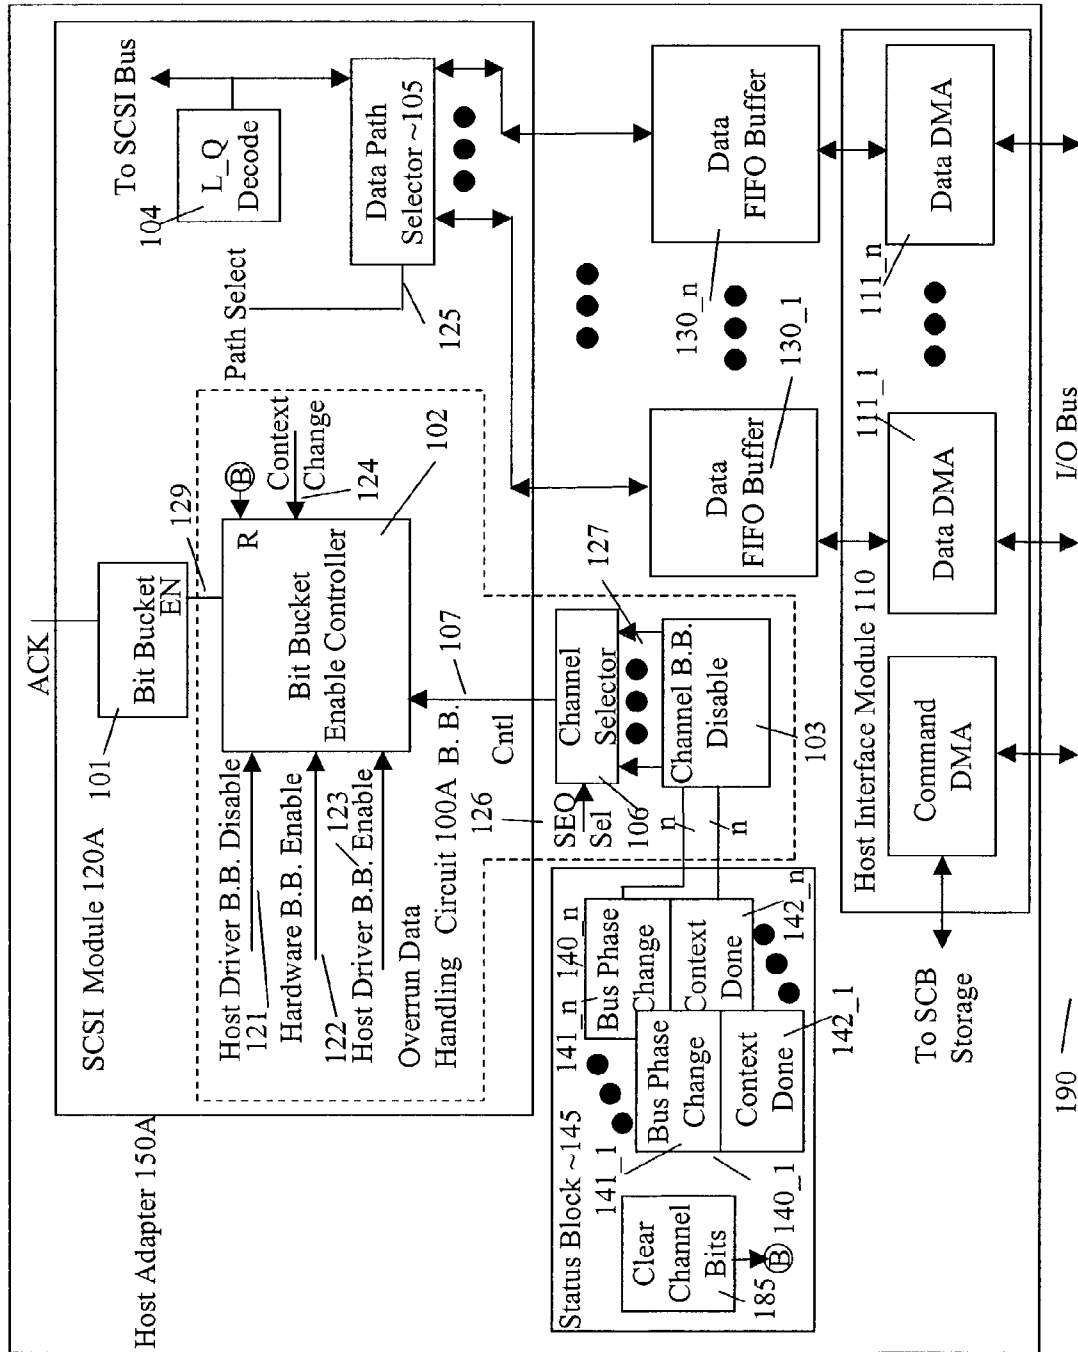 Host Adapter 150A
SCSI Module 120A
ACK
101
Bit Bucket
EN
129
To SCSI Bus
104
L_Q
Decode
Path Select
125
Data Path
Selector ~105
Host Driver B.B. Disable
121
Hardware B.B. Enable
122
123
Host Driver B.B. Enable
Bit Bucket
Enable Controller
R
B
Context
Change
124
102
Overrun Data
Handling Circuit 100A
B. B.
Cntl
107
126
SEQ
Sel
106
Channel
Selector
127
Channel B.B.
Disable
103
n
n
Status Block ~145
Clear
Channel
Bits
185
B
141_1
140_1
Bus Phase
Change
Context
Done
142_1
141_n
140_n
Bus Phase
Change
Context
Done
142_n
Data
FIFO Buffer
130_1
Data
FIFO Buffer
130_n
Host Interface Module 110
Command
DMA
Data DMA
111_1
Data DMA
111_n
To SCB
Storage
190
I/O Bus